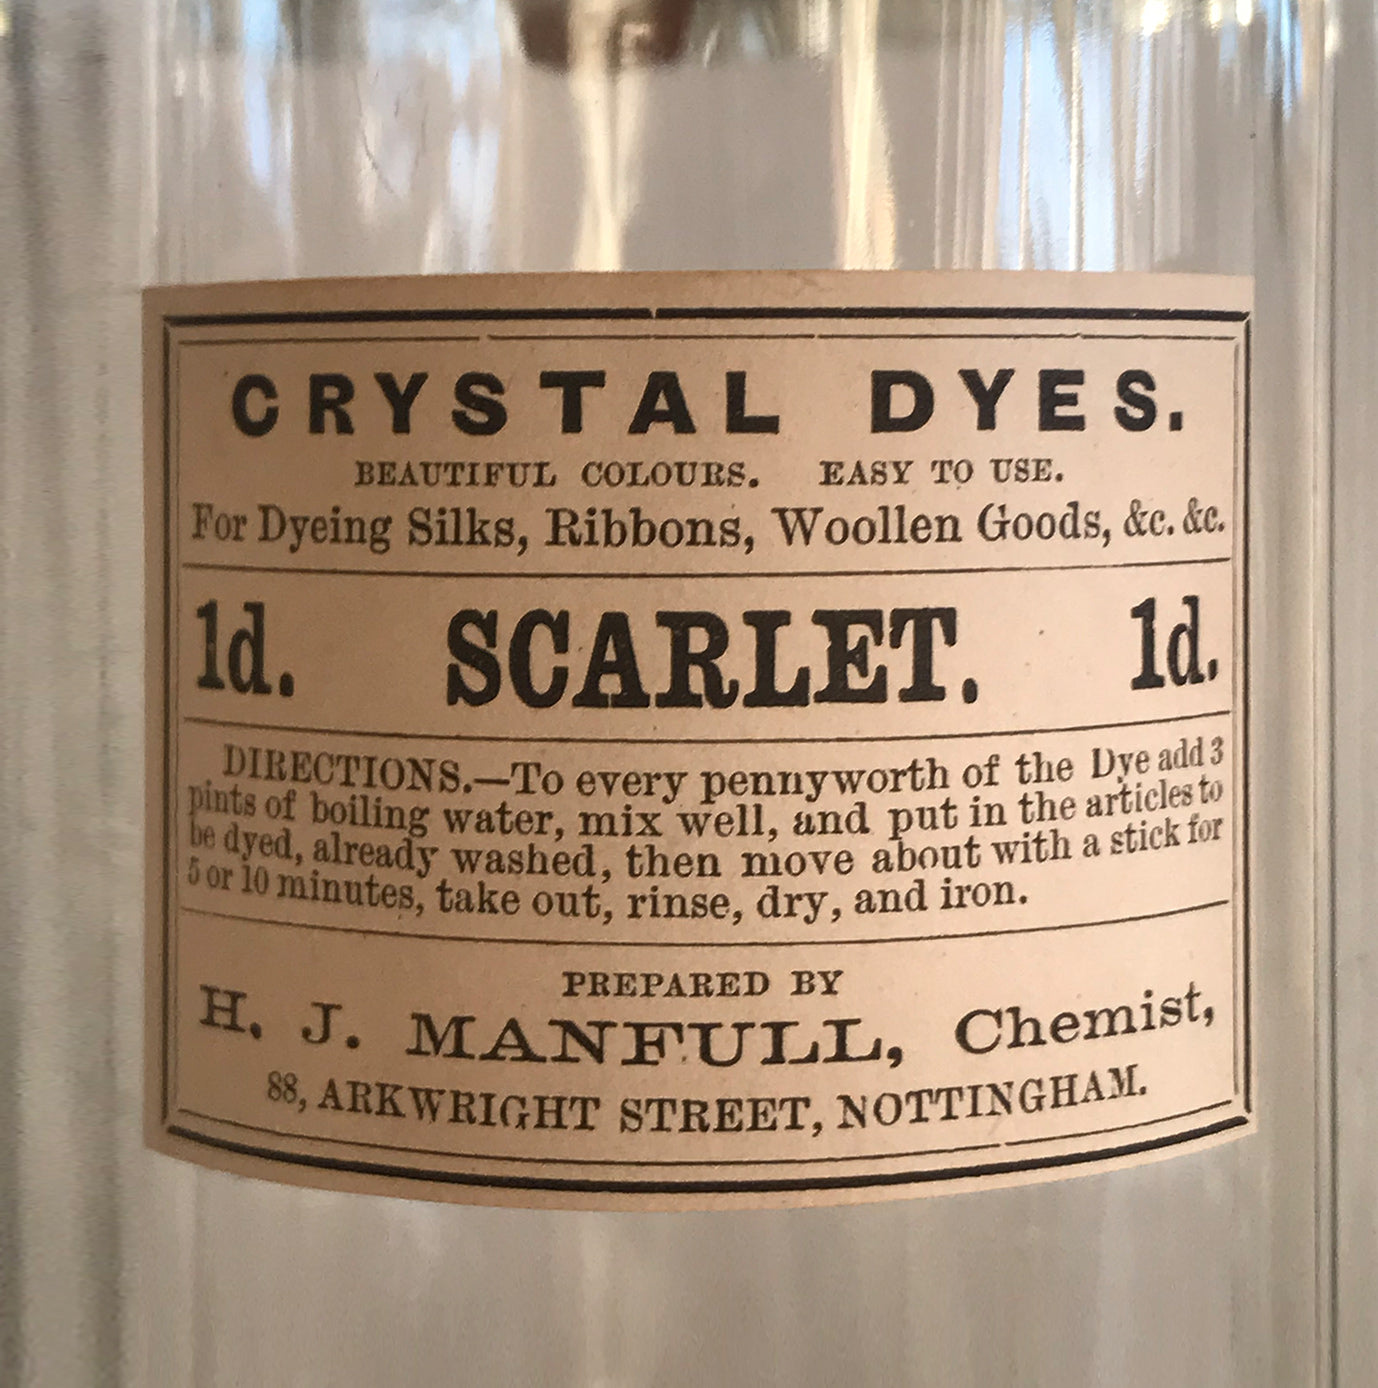 CRYSTAL DYES.
BEAUTIFUL COLOURS. EASY TO USE.
For Dyeing Silks, Ribbons, Woollen Goods, &c. &c.
1d. SCARLET. 1d.
DIRECTIONS.—To every pennyworth of the Dye add 3
pints of boiling water, mix well, and put in the articles to
be dyed, already washed, then move about with a stick for
5 or 10 minutes, take out, rinse, dry, and iron.
PREPARED BY
H. J. MANFULL, Chemist,
88, ARKWRIGHT STREET, NOTTINGHAM.